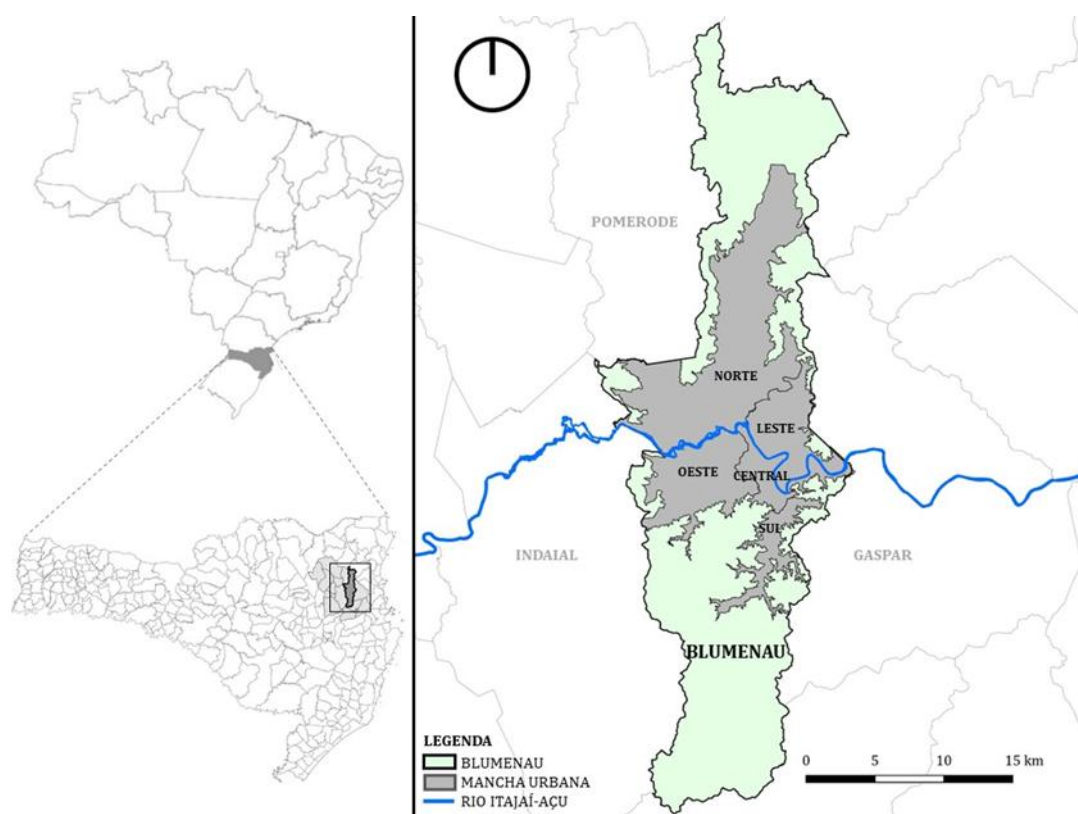 POMERODE
NORTE
LESTE
OESTE
CENTRAL
SUL
INDAIAL
GASPAR
BLUMENAU
LEGENDA
BLUMENAU
MANCHA URBANA
RIO ITAJAÍ-AÇU
0 5 10 15 km